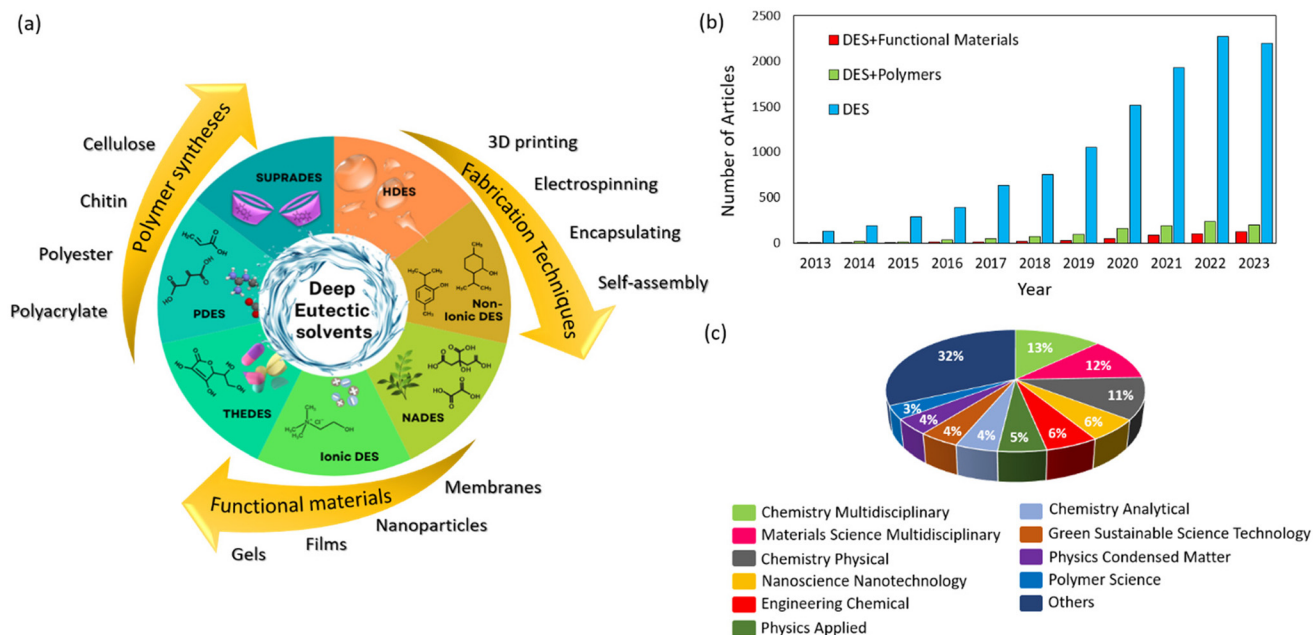 (a)
Polymer syntheses
Cellulose
Chitin
Polyester
Polyacrylate
Fabrication Techniques
3D printing
Electrospinning
Encapsulating
Self-assembly
Functional materials
Membranes
Nanoparticles
Films
Gels
Deep
Eutectic
solvents
SUPRADES
HDES
Non-
Ionic DES
NADES
Ionic DES
THEDES
PDES
(b)
Number of Articles
2500
2000
1500
1000
500
0
DES+Functional Materials
DES+Polymers
DES
2013 2014 2015 2016 2017 2018 2019 2020 2021 2022 2023
Year
(c)
32%
13%
12%
11%
6%
6%
5%
4%
4%
4%
3%
Chemistry Multidisciplinary
Materials Science Multidisciplinary
Chemistry Physical
Nanoscience Nanotechnology
Engineering Chemical
Physics Applied
Chemistry Analytical
Green Sustainable Science Technology
Physics Condensed Matter
Polymer Science
Others